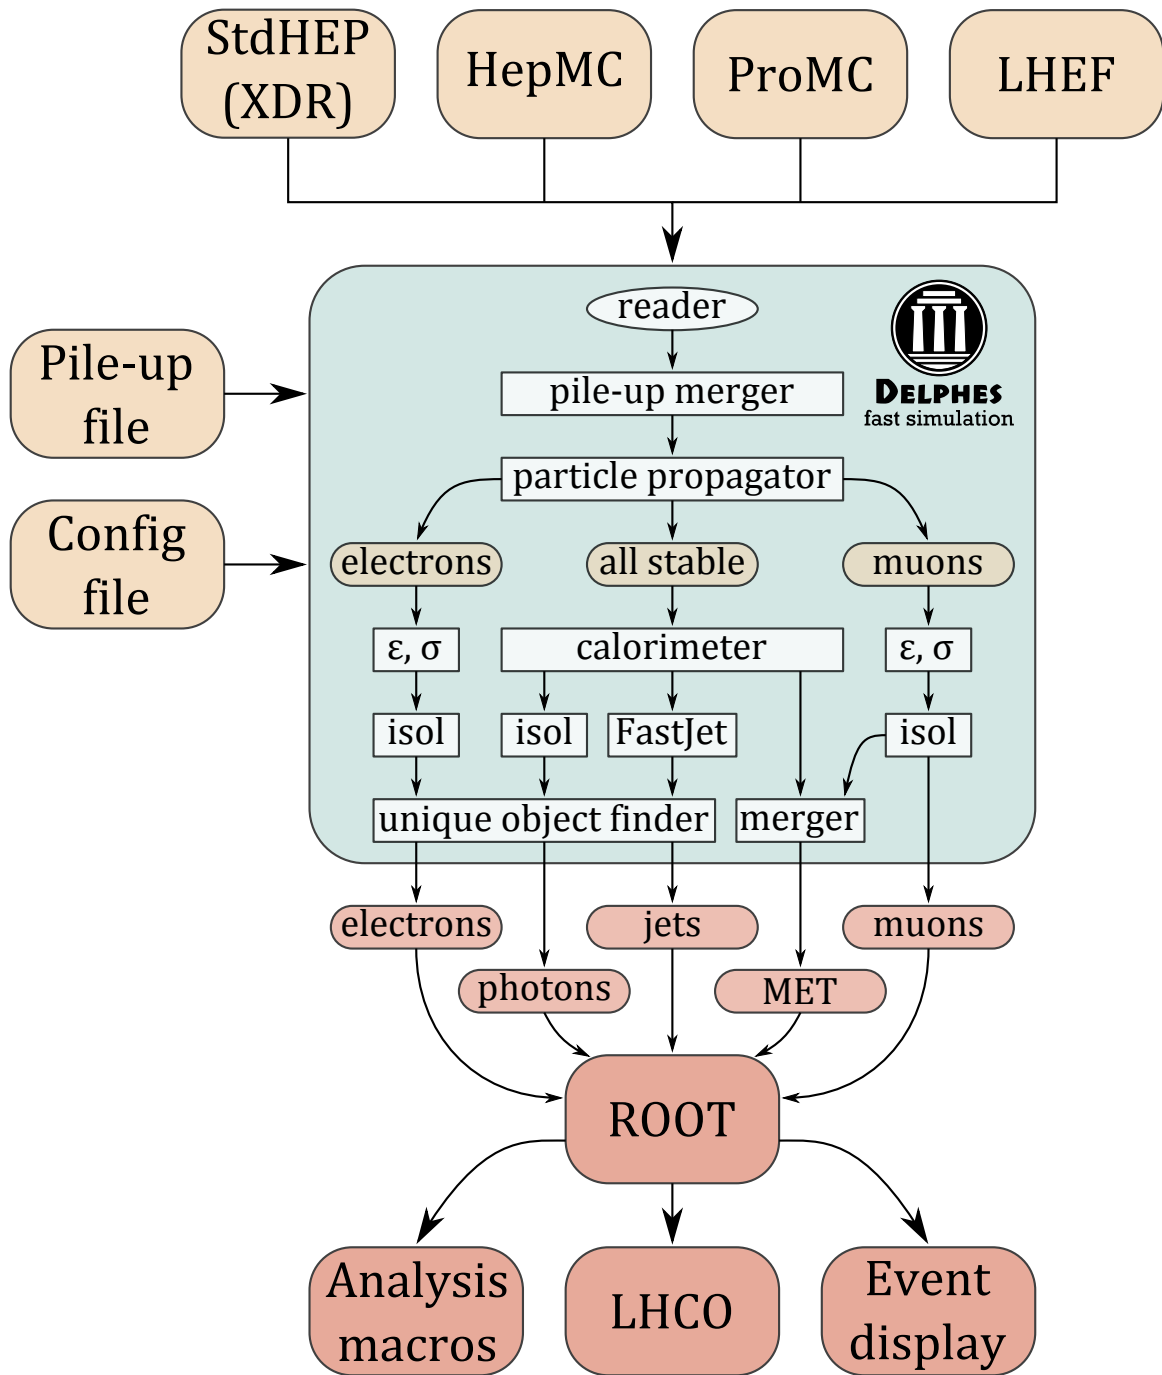 StdHEP
(XDR)
HepMC
ProMC
LHEF
reader
DELPHES
fast simulation
Pile-up
file
pile-up merger
particle propagator
Config
file
electrons
all stable
muons
ε, σ
calorimeter
ε, σ
isol
isol
FastJet
isol
unique object finder
merger
electrons
jets
muons
photons
MET
ROOT
Analysis
macros
LHCO
Event
display